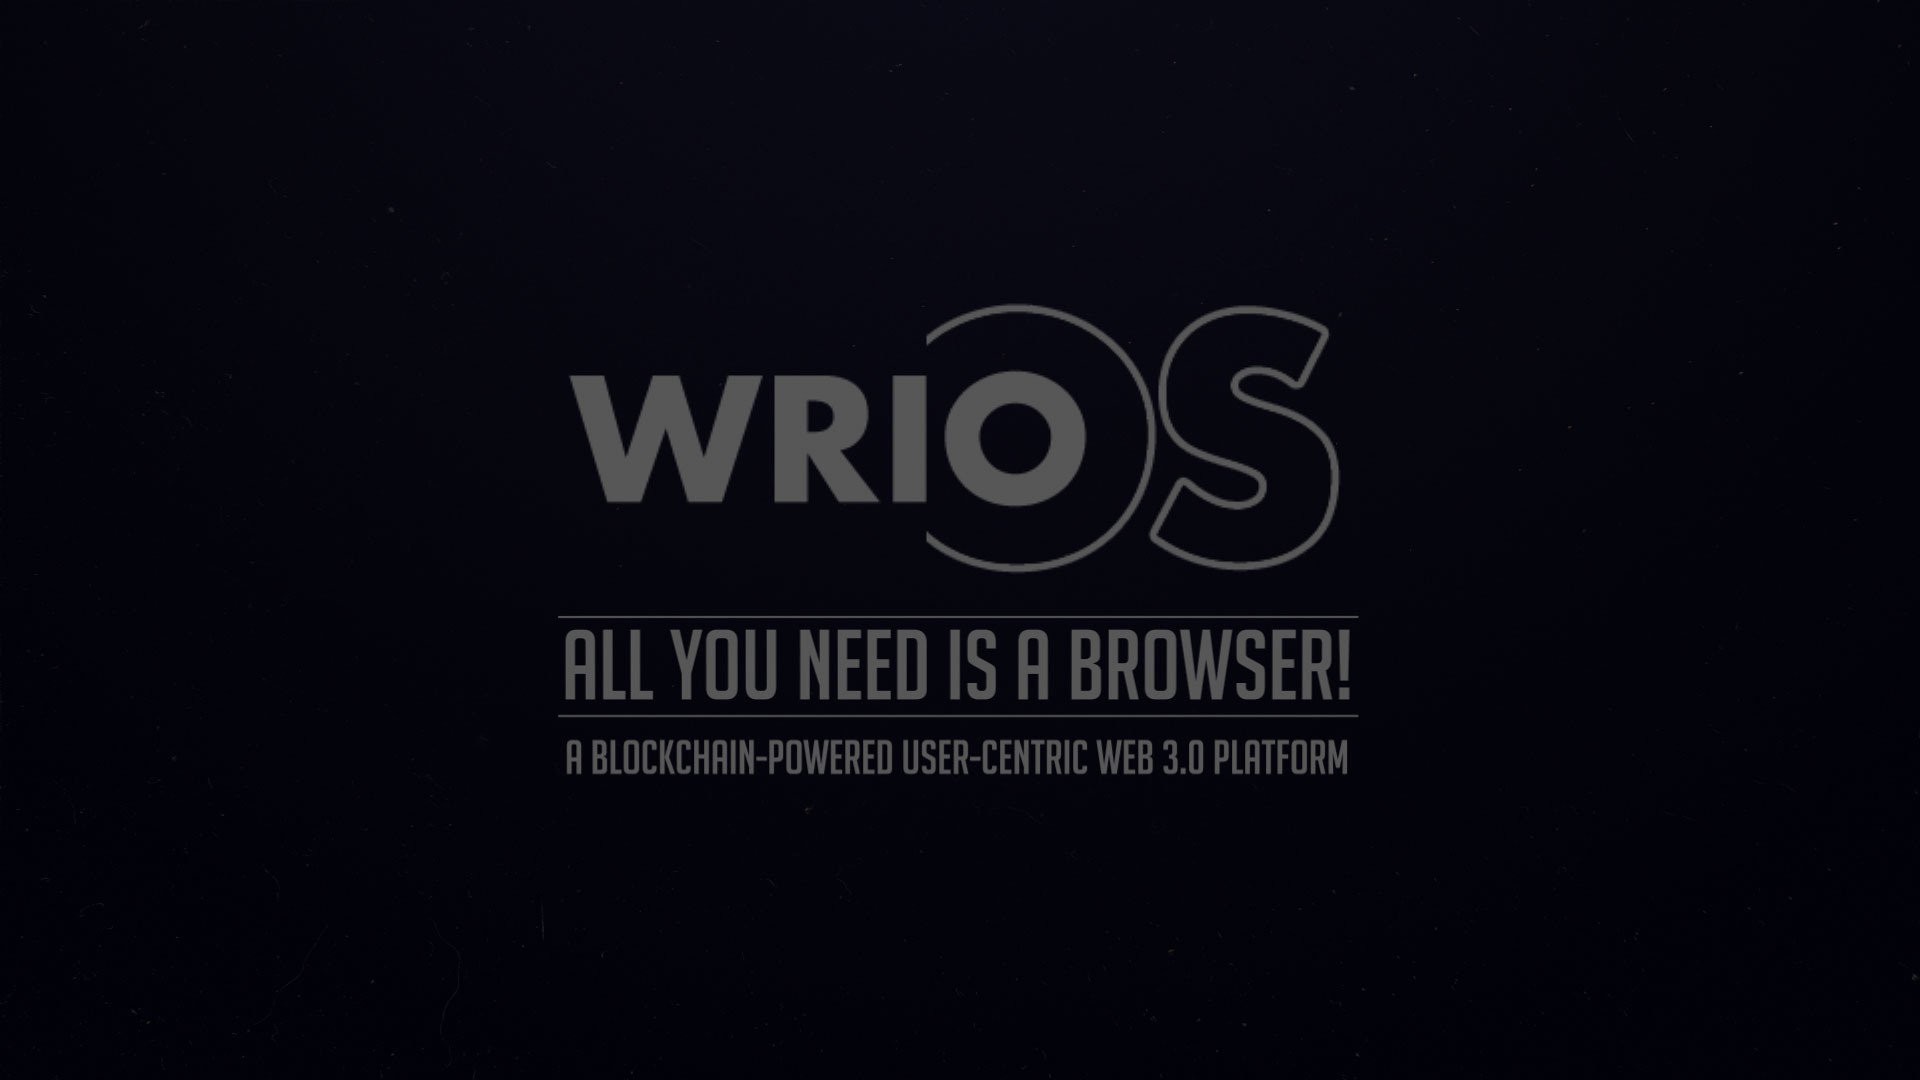 WRIOS
ALL YOU NEED IS A BROWSER!
A BLOCKCHAIN-POWERED USER-CENTRIC WEB 3.0 PLATFORM